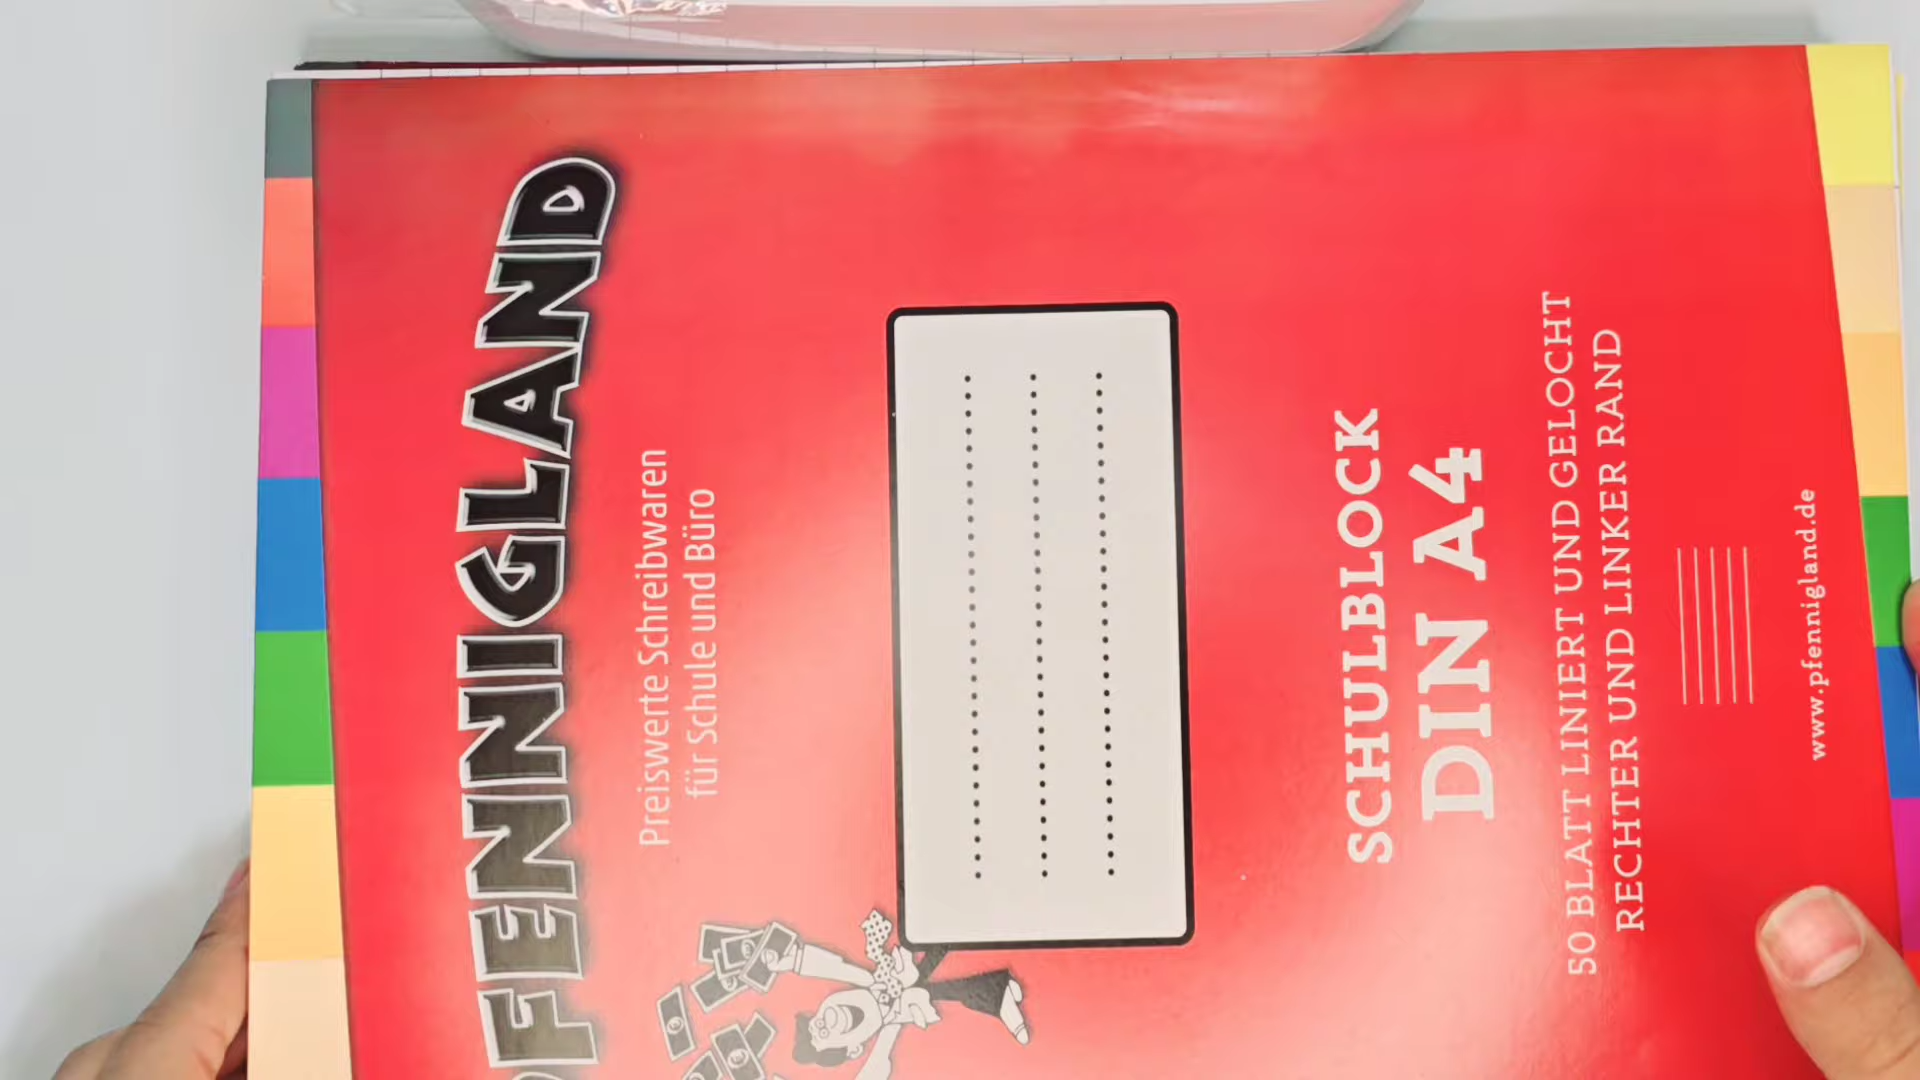 PFENNIGLAND
Preiswerte Schreibwaren
für Schule und Büro
SCHULBLOCK
DIN A4
50 BLATT LINIERT UND GELOCHT
RECHTER UND LINKER RAND
www.pfennigland.de